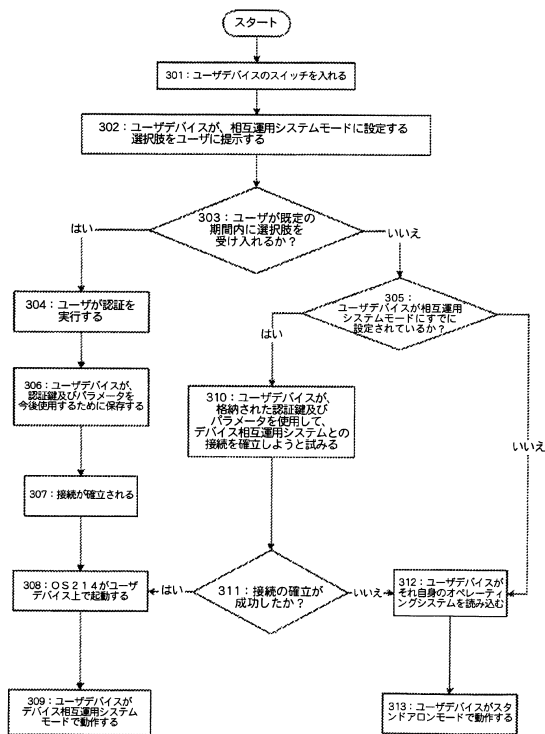 スタート
301：ユーザデバイスのスイッチを入れる
302：ユーザデバイスが、相互運用システムモードに設定する
選択肢をユーザに提示する
303：ユーザが既定の
期間内に選択肢を
受け入れるか？
はい
いいえ
304：ユーザが認証を
実行する
305：
ユーザデバイスが相互運用
システムモードにすでに
設定されているか？
はい
いいえ
306：ユーザデバイスが、
認証鍵及びパラメータを
今後使用するために保存する
310：ユーザデバイスが、
格納された認証鍵及び
パラメータを使用して、
デバイス相互運用システムとの
接続を確立しようと試みる
307：接続が確立される
308：ＯＳ２１４がユーザ
デバイス上で起動する
はい
311：接続の確立が
成功したか？
いいえ
312：ユーザデバイスが
それ自身のオペレーティ
ングシステムを読み込む
309：ユーザデバイスが
デバイス相互運用システム
モードで動作する
313：ユーザデバイスがスタ
ンドアロンモードで動作する